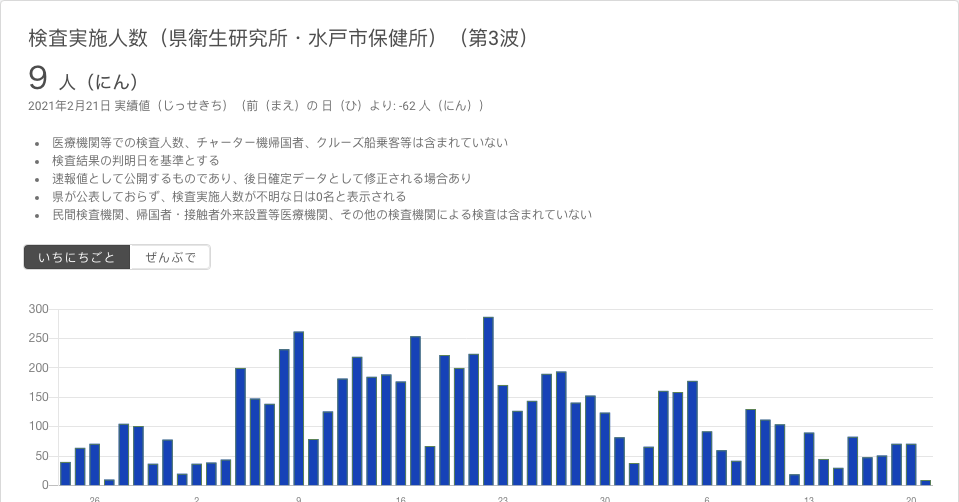 検査実施人数（県衛生研究所・水戸市保健所）（第3波）
9 人（にん）
2021年2月21日 実績値（じっせきち）（前（まえ）の 日（ひ）より: -62 人（にん））
• 医療機関等での検査人数、チャーター機帰国者、クルーズ船乗客等は含まれていない
• 検査結果の判明日を基準とする
• 速報値として公開するものであり、後日確定データとして修正される場合あり
• 県が公表しておらず、検査実施人数が不明な日は0名と表示される
• 民間検査機関、帰国者・接触者外来設置等医療機関、その他の検査機関による検査は含まれていない
いちにちごと ぜんぶで
300
250
200
150
100
50
0
26 2 9 16 23 30 6 13 20